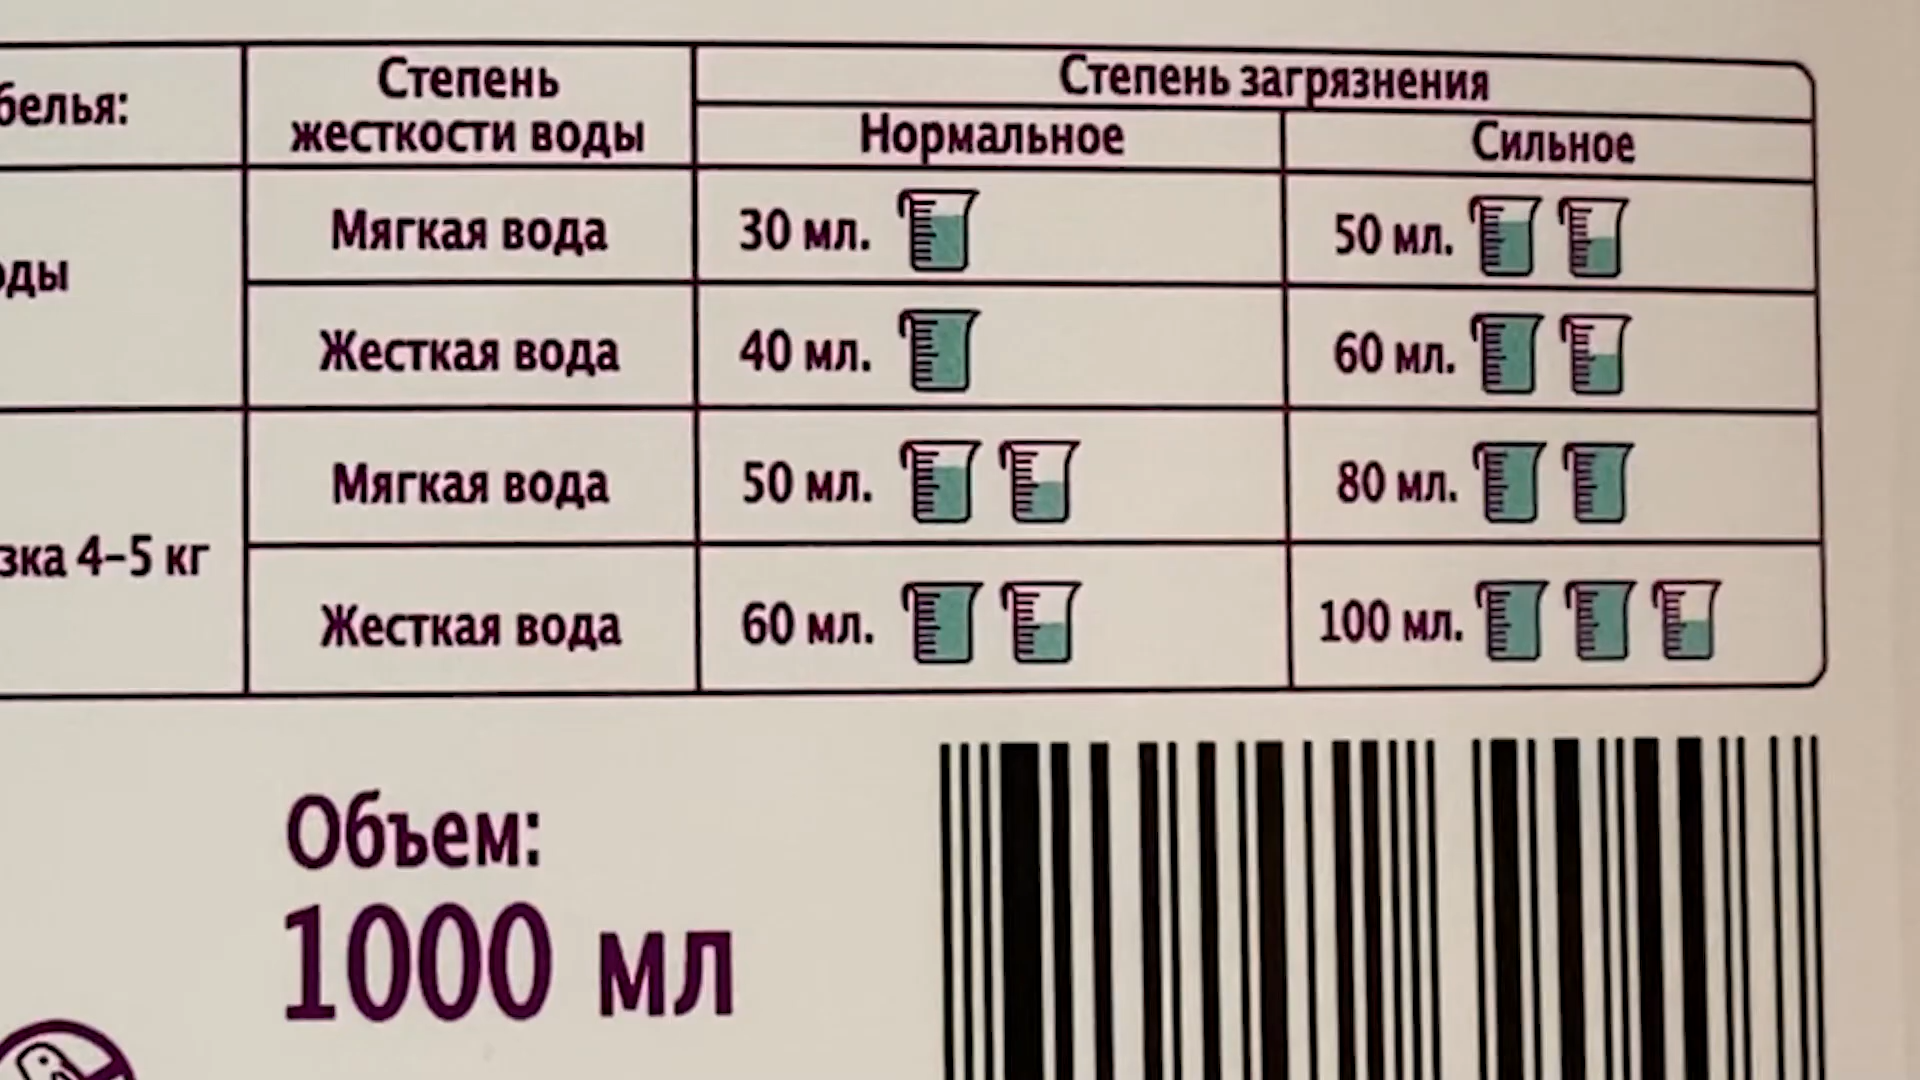 белья:
Степень
жесткости воды
Степень загрязнения
Нормальное
Сильное
Мягкая вода
30 мл.
50 мл.
Жесткая вода
40 мл.
60 мл.
Мягкая вода
50 мл.
80 мл.
4–5 кг
Жесткая вода
60 мл.
100 мл.
Объем:
1000 мл